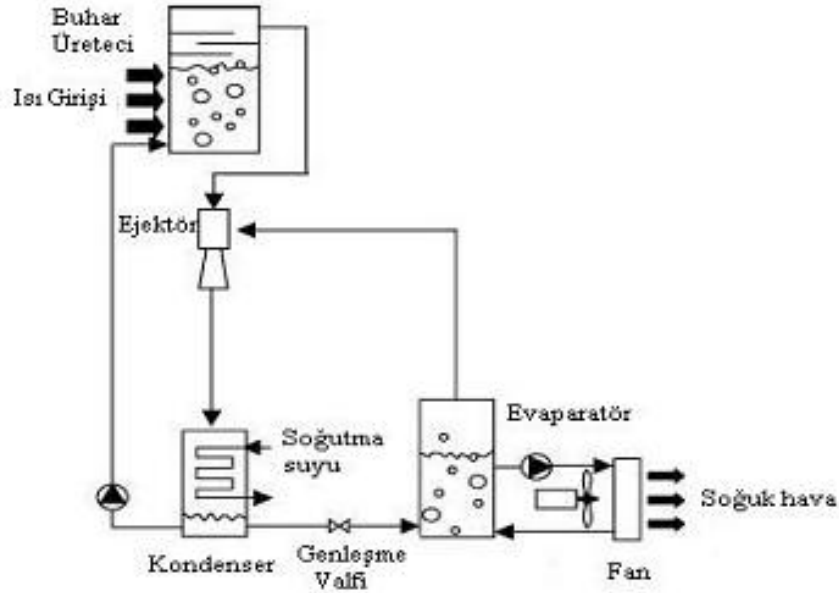 Buhar
Üreteci
Isı Girişi
Ejektör
Evaparatör
Soğutma
suyu
Soğuk hava
Kondenser
Genleşme
Valfi
Fan